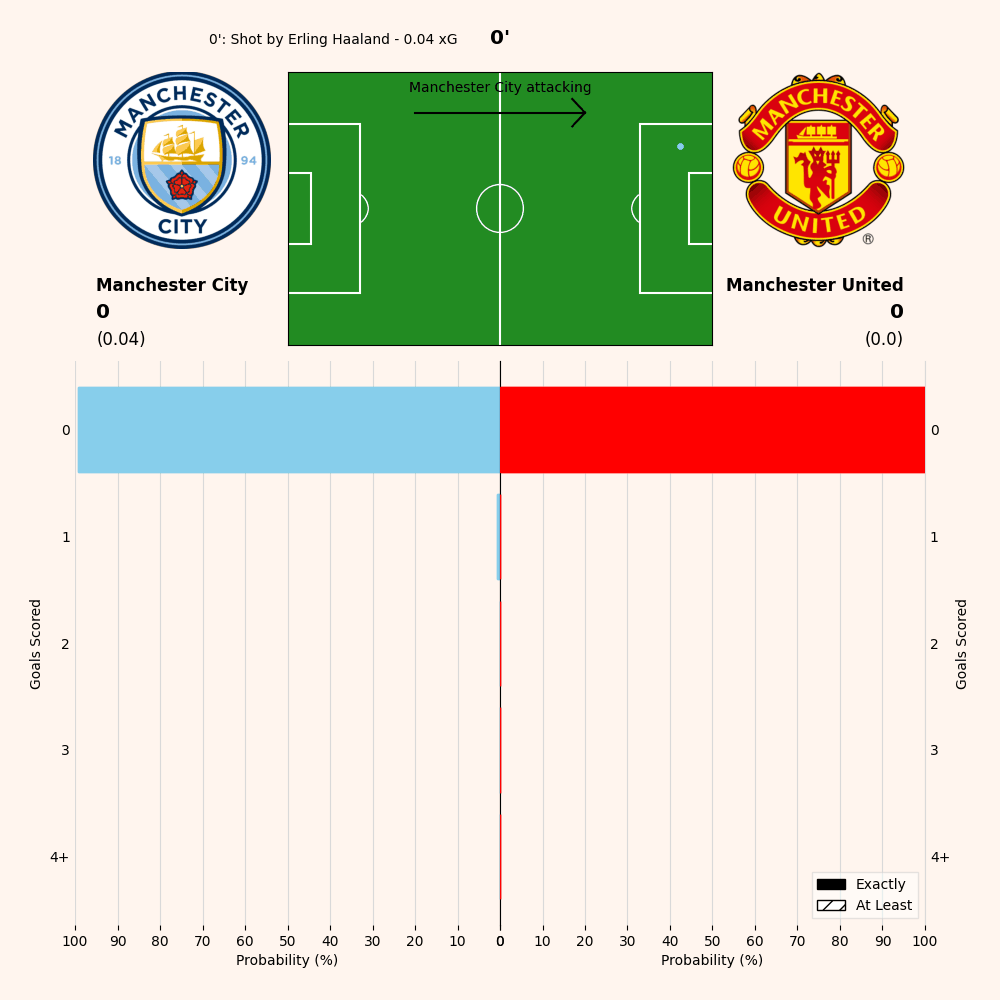 0': Shot by Erling Haaland - 0.04 xG
0'
Manchester City attacking
MANCHESTER
18
94
CITY
MANCHESTER
UNITED
®
Manchester City
0
(0.04)
Manchester United
0
(0.0)
0
1
2
3
4+
Goals Scored
0
1
2
3
4+
Goals Scored
Exactly
At Least
100 90 80 70 60 50 40 30 20 10 0
0 10 20 30 40 50 60 70 80 90 100
Probability (%)
Probability (%)